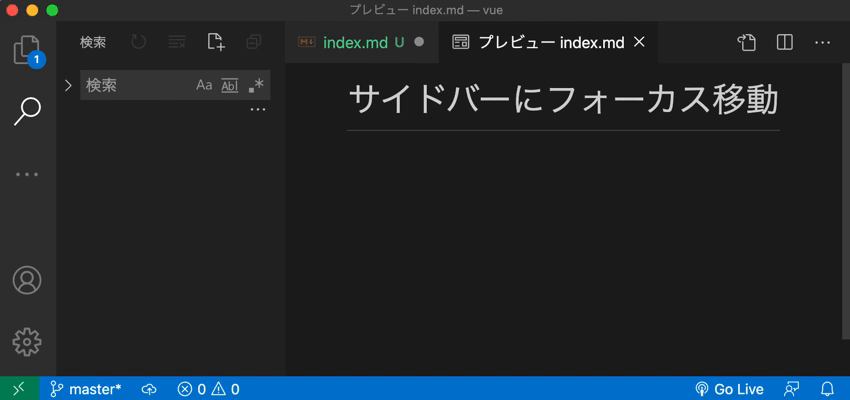 プレビュー index.md — vue
1
検索
index.md U
プレビュー index.md
検索
Aa Abl .*
サイドバーにフォーカス移動
master*
0
0
Go Live